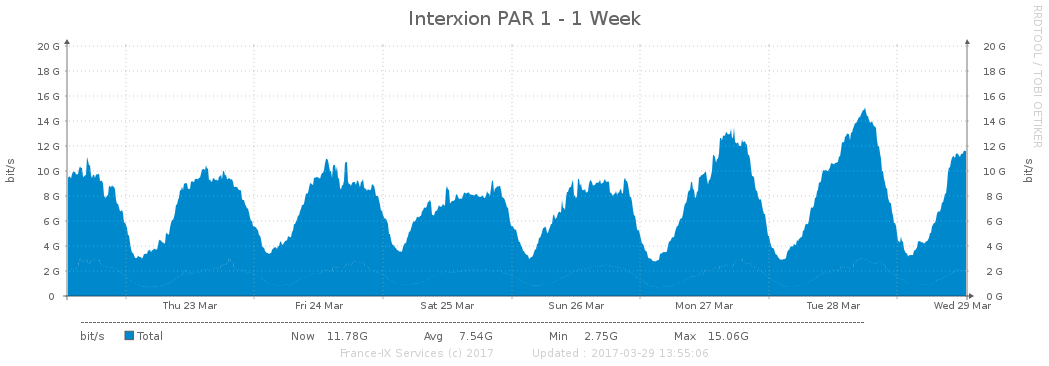 Interxion PAR 1 - 1 Week
RRDTOOL / TOBI OETIKER
20 G 20 G
18 G 18 G
16 G 16 G
14 G 14 G
12 G 12 G
10 G 10 G
8 G 8 G
6 G 6 G
4 G 4 G
2 G 2 G
0 0 G
bit/s
bit/s
Thu 23 Mar Fri 24 Mar Sat 25 Mar Sun 26 Mar Mon 27 Mar Tue 28 Mar Wed 29 Mar
bit/s Total Now 11.78G Avg 7.54G Min 2.75G Max 15.06G
France-IX Services (c) 2017 Updated : 2017-03-29 13:55:06